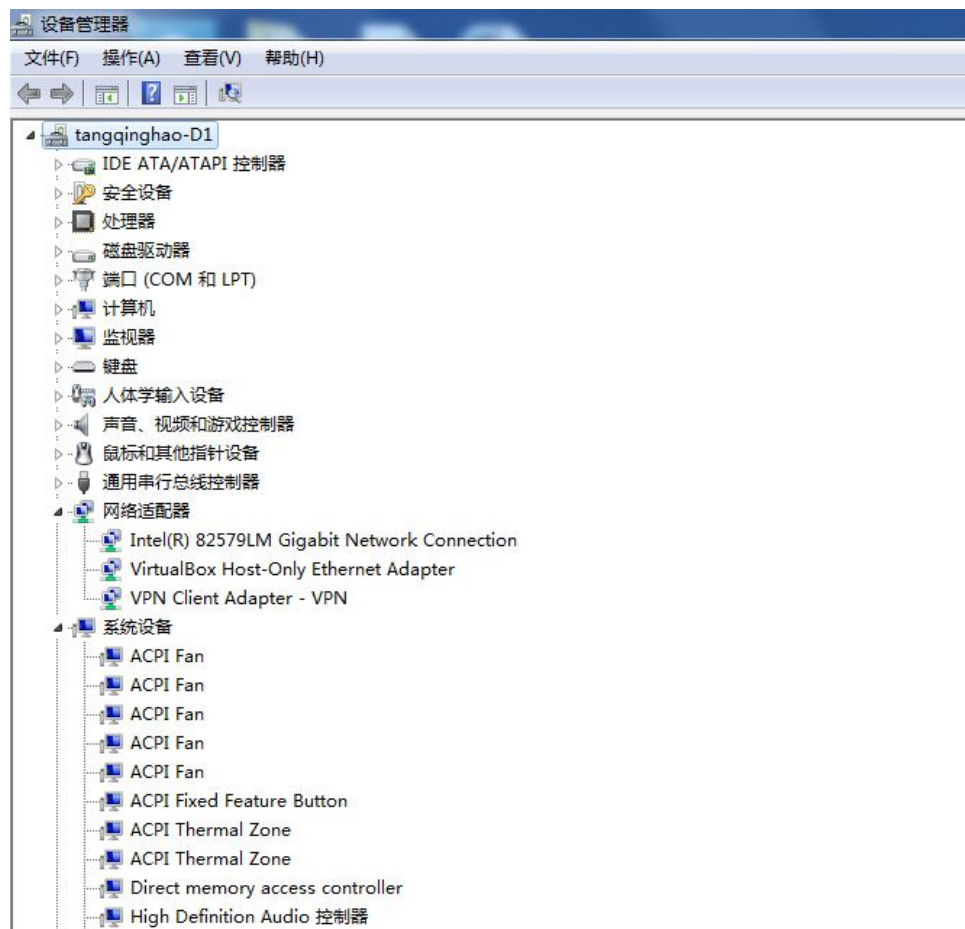 设备管理器
文件(F) 操作(A) 查看(V) 帮助(H)
tangqinghao-D1
IDE ATA/ATAPI 控制器
安全设备
处理器
磁盘驱动器
端口 (COM 和 LPT)
计算机
监视器
键盘
人体学输入设备
声音、视频和游戏控制器
鼠标和其他指针设备
通用串行总线控制器
网络适配器
Intel(R) 82579LM Gigabit Network Connection
VirtualBox Host-Only Ethernet Adapter
VPN Client Adapter - VPN
系统设备
ACPI Fan
ACPI Fan
ACPI Fan
ACPI Fan
ACPI Fan
ACPI Fixed Feature Button
ACPI Thermal Zone
ACPI Thermal Zone
Direct memory access controller
High Definition Audio 控制器